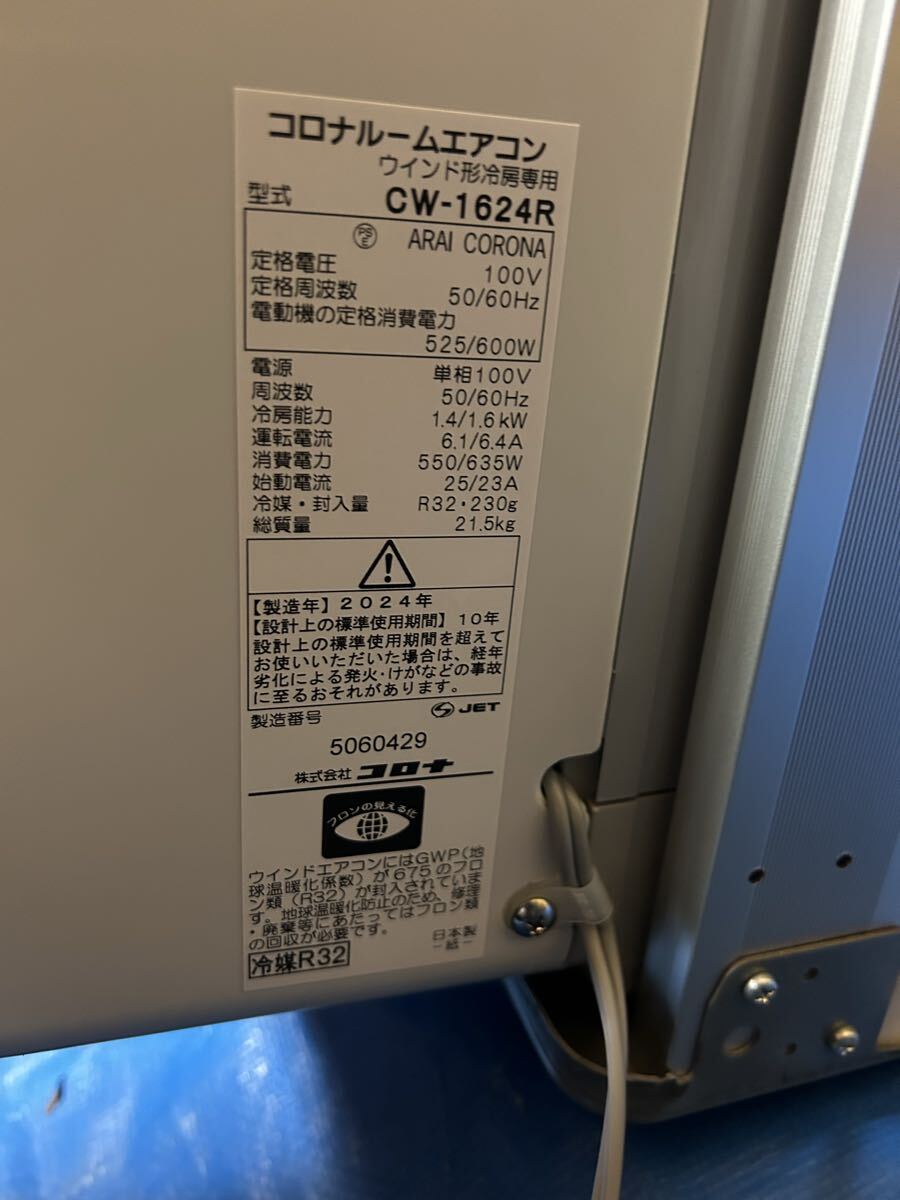 コロナルームエアコン
ウインド形冷房専用
型式 CW-1624R
PS E ARAI CORONA
定格電圧 100V
定格周波数 50/60Hz
電動機の定格消費電力
525/600W
電源 単相100V
周波数 50/60Hz
冷房能力 1.4/1.6kW
運転電流 6.1/6.4A
消費電力 550/635W
始動電流 25/23A
冷媒・封入量 R32・230g
総質量 21.5kg
【製造年】2024年
【設計上の標準使用期間】10年
設計上の標準使用期間を超えて
お使いいただいた場合は、経年
劣化による発火・けがなどの事故
に至るおそれがあります。
JET
製造番号
5060429
株式会社 コロナ
フロンの見える化
ウインドエアコンにはGWP(地
球温暖化係数)が675のフロ
ン類(R32)が封入されていま
す。地球温暖化防止のため、修理
・廃棄等にあたってはフロン類
の回収が必要です。
日本製
-紙-
冷媒R32